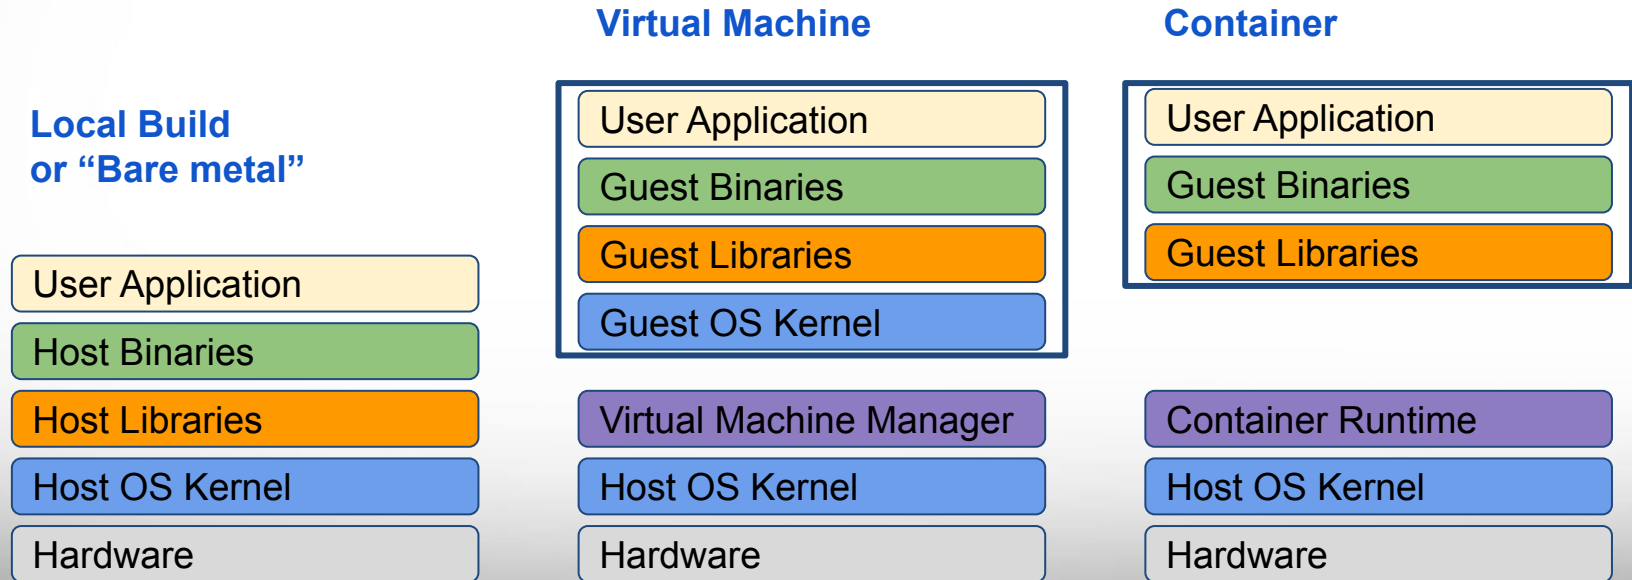 Local Build
or “Bare metal”
User Application
Host Binaries
Host Libraries
Host OS Kernel
Hardware
Virtual Machine
User Application
Guest Binaries
Guest Libraries
Guest OS Kernel
Virtual Machine Manager
Host OS Kernel
Hardware
Container
User Application
Guest Binaries
Guest Libraries
Container Runtime
Host OS Kernel
Hardware